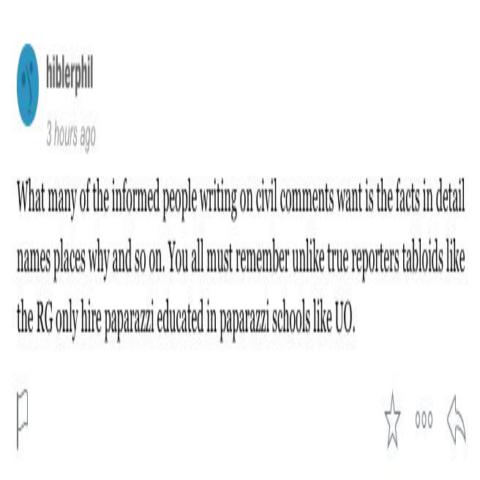 hiblerphil
3 hours ago
What many of the informed people writing on civil comments want is the facts in detail
names places why and so on. You all must remember unlike true reporters tabloids like
the RG only hire paparazzi educated in paparazzi schools like UO.